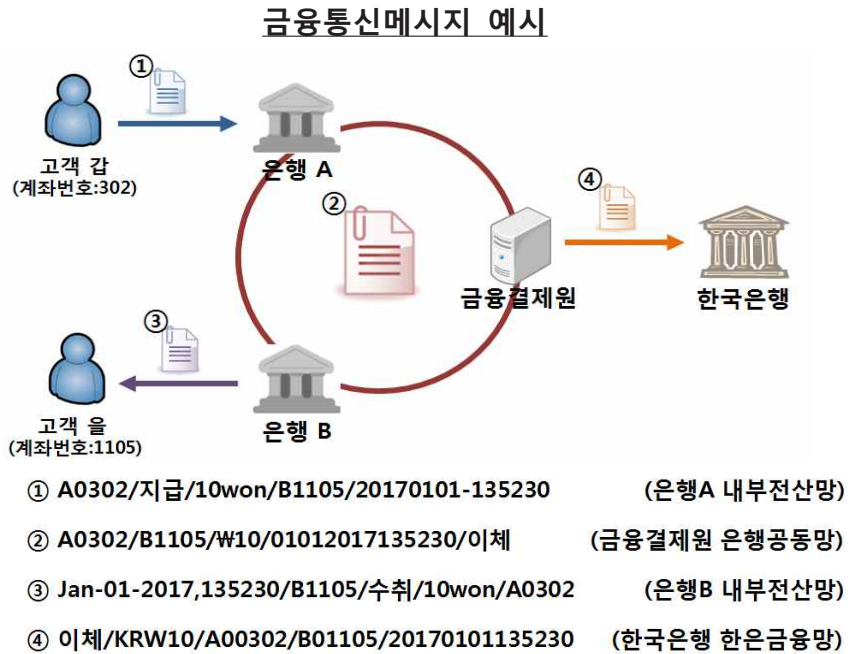 금융통신메시지 예시
①
고객 갑
(계좌번호:302)
은행 A
②
④
금융결제원
한국은행
③
고객 을
(계좌번호:1105)
은행 B
① A0302/지급/10won/B1105/20170101-135230 (은행A 내부전산망)
② A0302/B1105/₩10/01012017135230/이체 (금융결제원 은행공동망)
③ Jan-01-2017,135230/B1105/수취/10won/A0302 (은행B 내부전산망)
④ 이체/KRW10/A00302/B01105/20170101135230 (한국은행 한은금융망)